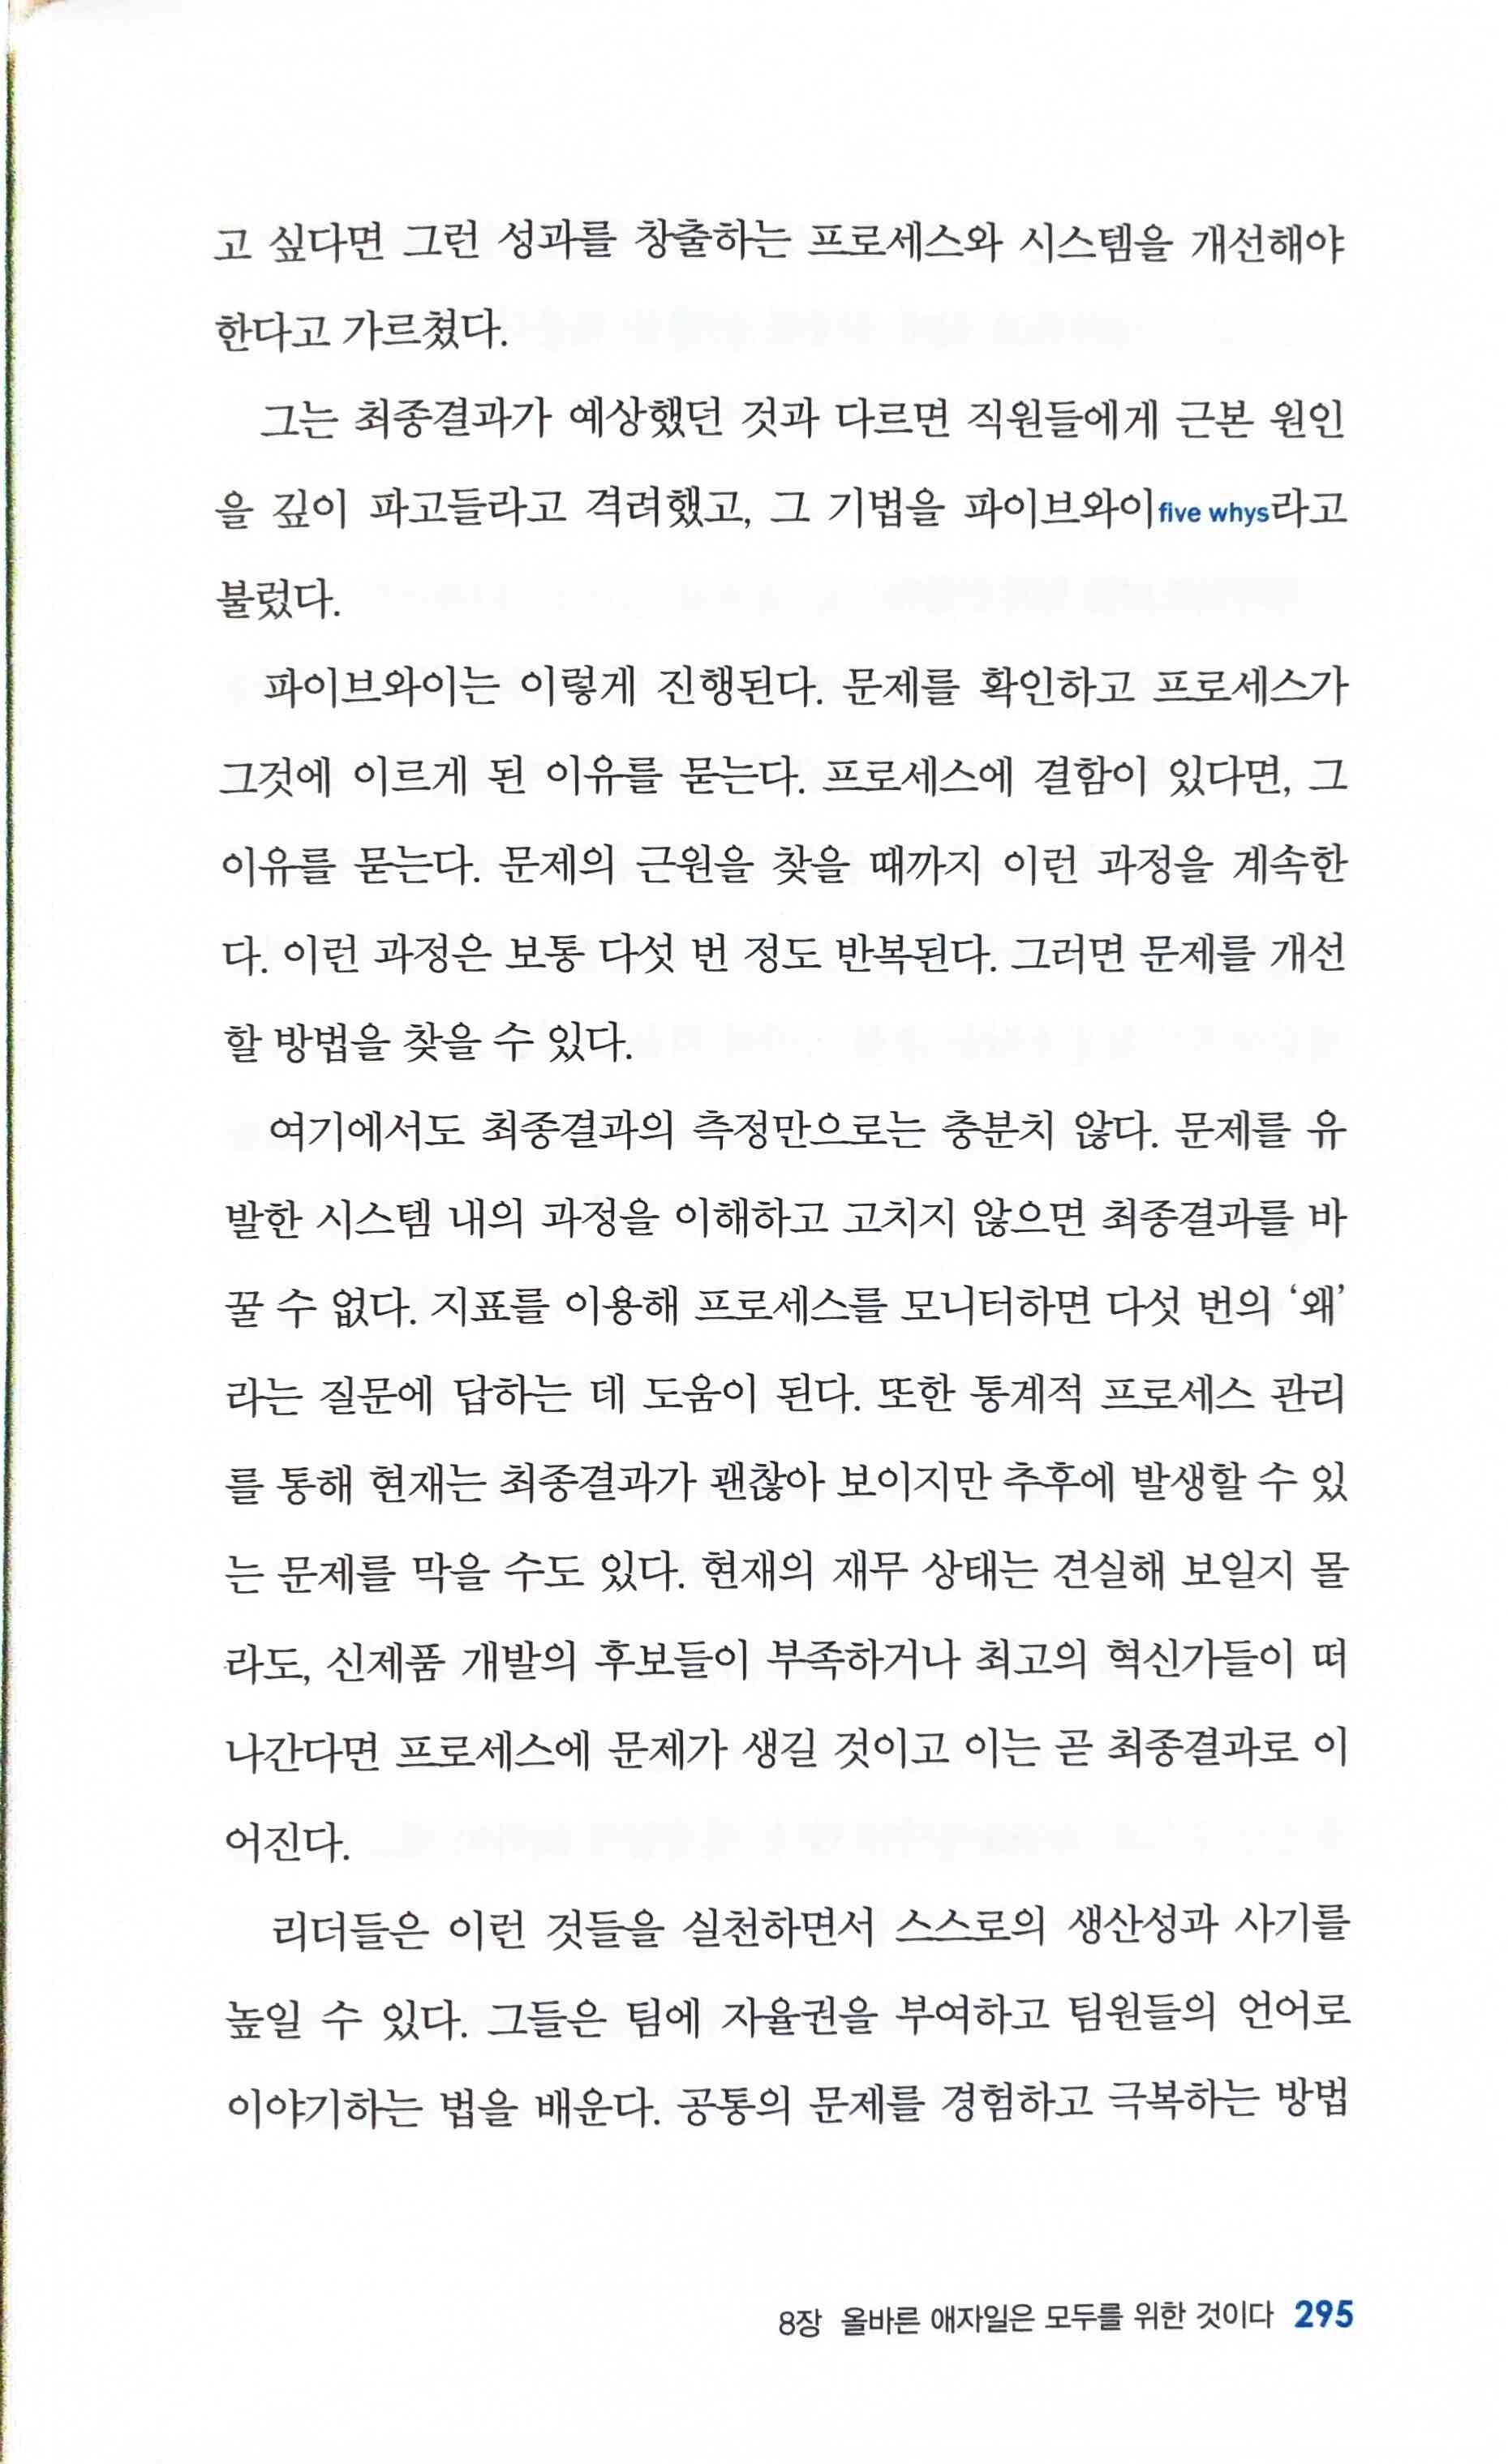 고 싶다면 그런 성과를 창출하는 프로세스와 시스템을 개선해야
한다고 가르쳤다.
그는 최종결과가 예상했던 것과 다르면 직원들에게 근본 원인
을 깊이 파고들라고 격려했고, 그 기법을 파이브와이five whys라고
불렀다.
파이브와이는 이렇게 진행된다. 문제를 확인하고 프로세스가
그것에 이르게 된 이유를 묻는다. 프로세스에 결함이 있다면, 그
이유를 묻는다. 문제의 근원을 찾을 때까지 이런 과정을 계속한
다. 이런 과정은 보통 다섯 번 정도 반복된다. 그러면 문제를 개선
할 방법을 찾을 수 있다.
여기에서도 최종결과의 측정만으로는 충분치 않다. 문제를 유
발한 시스템 내의 과정을 이해하고 고치지 않으면 최종결과를 바
꿀 수 없다. 지표를 이용해 프로세스를 모니터하면 다섯 번의 ‘왜’
라는 질문에 답하는 데 도움이 된다. 또한 통계적 프로세스 관리
를 통해 현재는 최종결과가 괜찮아 보이지만 추후에 발생할 수 있
는 문제를 막을 수도 있다. 현재의 재무 상태는 견실해 보일지 몰
라도, 신제품 개발의 후보들이 부족하거나 최고의 혁신가들이 떠
나간다면 프로세스에 문제가 생길 것이고 이는 곧 최종결과로 이
어진다.
리더들은 이런 것들을 실천하면서 스스로의 생산성과 사기를
높일 수 있다. 그들은 팀에 자율권을 부여하고 팀원들의 언어로
이야기하는 법을 배운다. 공통의 문제를 경험하고 극복하는 방법
8장 올바른 애자일은 모두를 위한 것이다 295